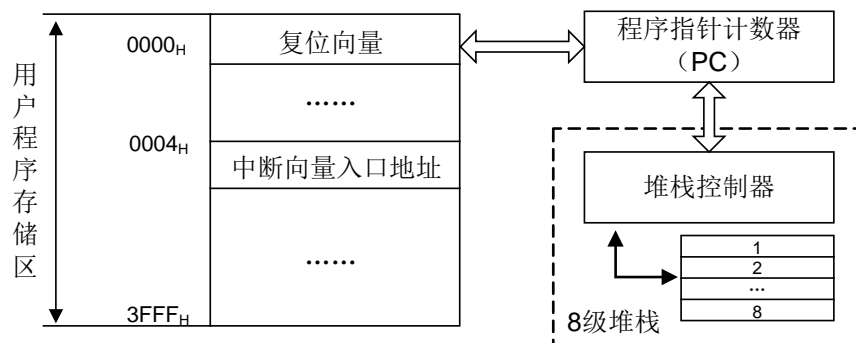 用户程序存储区
0000H
复位向量
……
0004H
中断向量入口地址
……
3FFFH
程序指针计数器
（PC）
堆栈控制器
1
2
...
8
8级堆栈